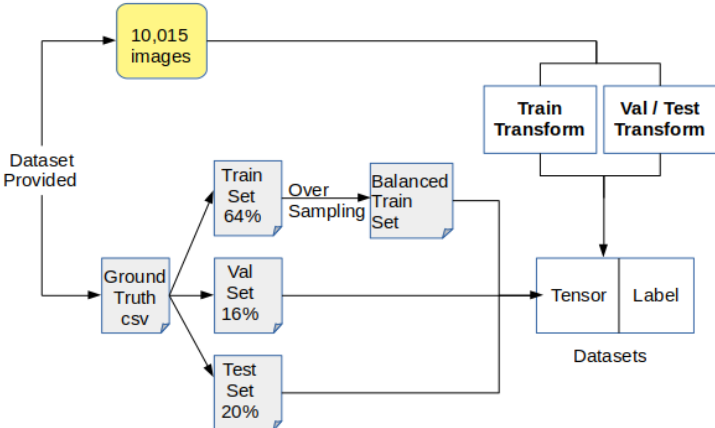 10,015
images
Train
Transform
Val / Test
Transform
Dataset
Provided
Train
Set
64%
Over
Sampling
Balanced
Train
Set
Ground
Truth
csv
Val
Set
16%
Tensor
Label
Datasets
Test
Set
20%